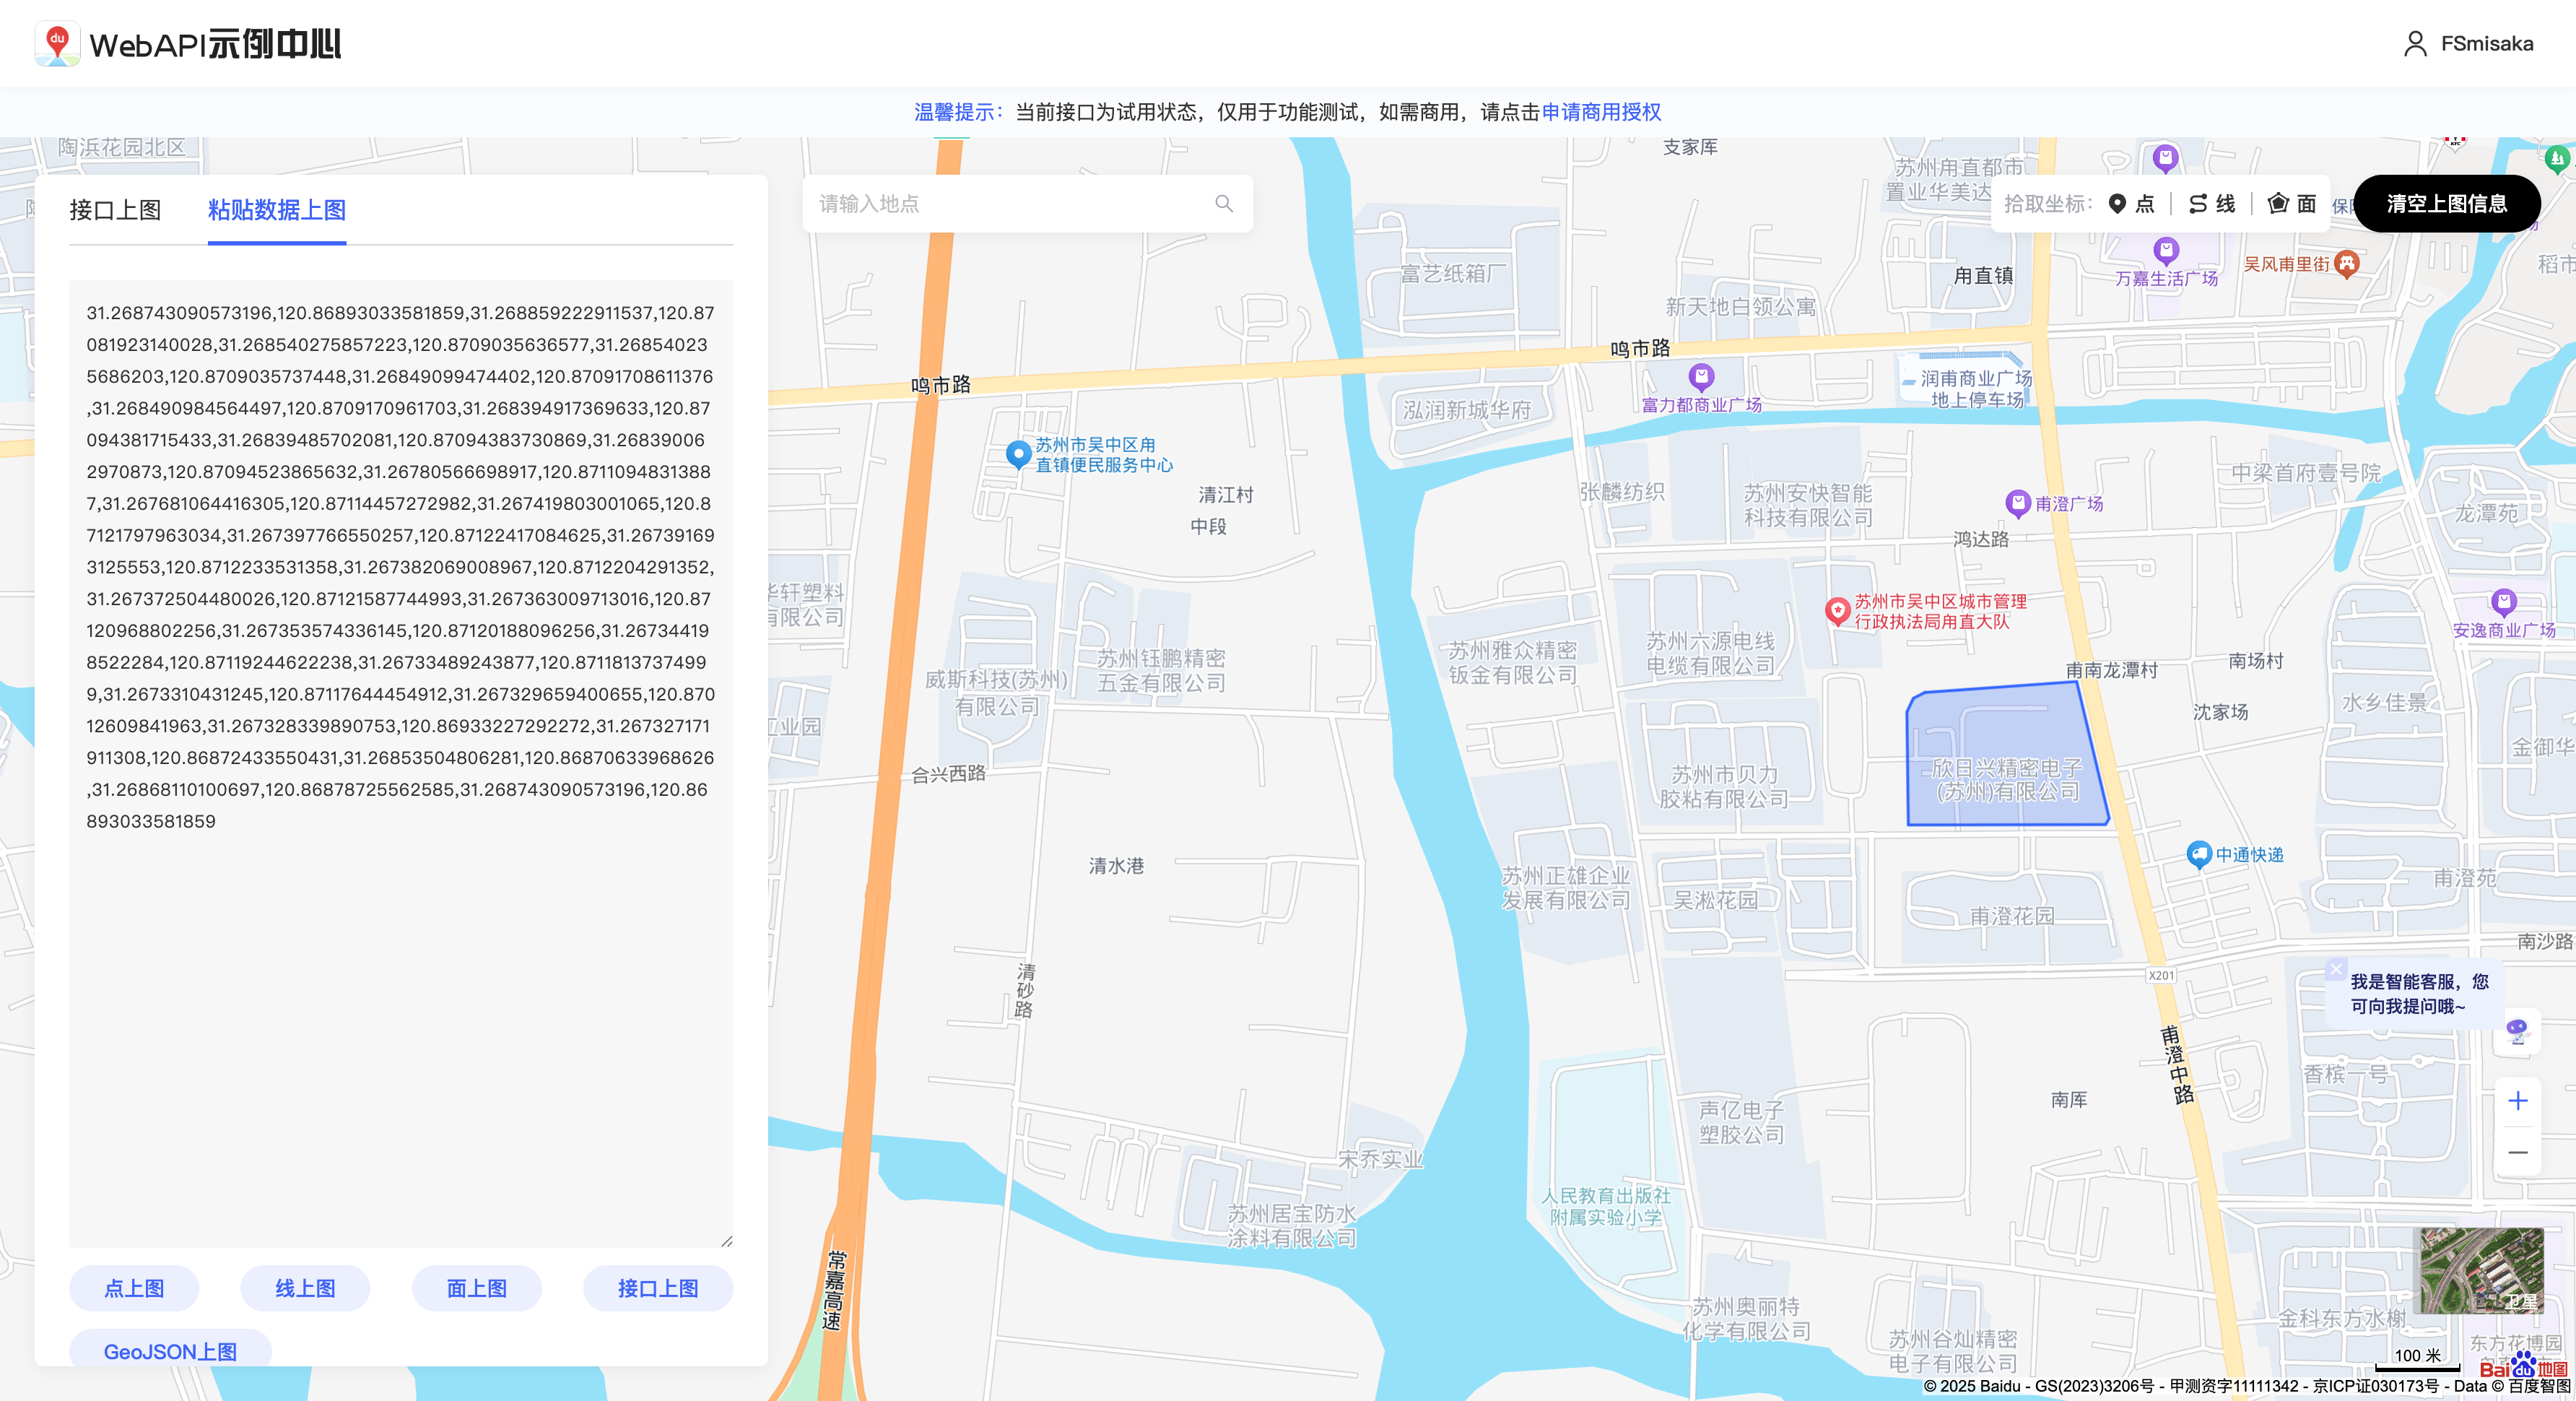 WebAPI示例中心
FSmisaka
温馨提示：当前接口为试用状态，仅用于功能测试，如需商用，请点击申请商用授权
接口上图
粘贴数据上图
31.268743090573196,120.86893033581859,31.268859222911537,120.87
081923140028,31.268540275857223,120.8709035636577,31.26854023
5686203,120.8709035737448,31.26849099474402,120.87091708611376
,31.268490984564497,120.8709170961703,31.268394917369633,120.87
094381715433,31.26839485702081,120.87094383730869,31.26839006
2970873,120.87094523865632,31.26780566698917,120.8711094831388
7,31.267681064416305,120.87114457272982,31.267419803001065,120.8
7121797963034,31.267397766550257,120.87122417084625,31.26739169
3125553,120.8712233531358,31.267382069008967,120.8712204291352,
31.267372504480026,120.87121587744993,31.267363009713016,120.87
120968802256,31.267353574336145,120.87120188096256,31.26734419
8522284,120.87119244622238,31.26733489243877,120.8711813737499
9,31.2673310431245,120.87117644454912,31.267329659400655,120.870
12609841963,31.267328339890753,120.86933227292272,31.267327171
911308,120.86872433550431,31.26853504806281,120.86870633968626
,31.26868110100697,120.86878725562585,31.268743090573196,120.86
893033581859
点上图
线上图
面上图
接口上图
GeoJSON上图
请输入地点
拾取坐标：
点
线
面
清空上图信息
陶浜花园北区
支家库
苏州甪直都市
置业华美达
万嘉生活广场
吴风甫里街
甪直镇
富艺纸箱厂
新天地白领公寓
鸣市路
鸣市路
润甫商业广场
地上停车场
富力都商业广场
泓润新城华府
苏州市吴中区甪
直镇便民服务中心
清江村
中段
张麟纺织
苏州安快智能
科技有限公司
甫澄广场
鸿达路
中梁首府壹号院
龙潭苑
华轩塑料
有限公司
苏州市吴中区城市管理
行政执法局甪直大队
安逸商业广场
苏州雅众精密
钣金有限公司
苏州六源电线
电缆有限公司
苏州钰鹏精密
五金有限公司
威斯科技(苏州)
有限公司
甫南龙潭村
南场村
沈家场
水乡佳景
金御华
工业园
合兴西路
苏州市贝力
胶粘有限公司
欣日兴精密电子
(苏州)有限公司
中通快递
清水港
苏州正雄企业
发展有限公司
吴淞花园
甫澄花园
甫澄苑
南沙路
X201
清砂路
我是智能客服，您
可向我提问哦~
甫澄中路
香槟一号
南厍
声亿电子
塑胶公司
宋乔实业
人民教育出版社
附属实验小学
苏州居宝防水
涂料有限公司
常嘉高速
苏州奥丽特
化学有限公司
苏州谷灿精密
电子有限公司
金科东方水榭
卫星
东方花博园
100 米
Bai du 地图
© 2025 Baidu - GS(2023)3206号 - 甲测资字11111342 - 京ICP证030173号 - Data © 百度智图